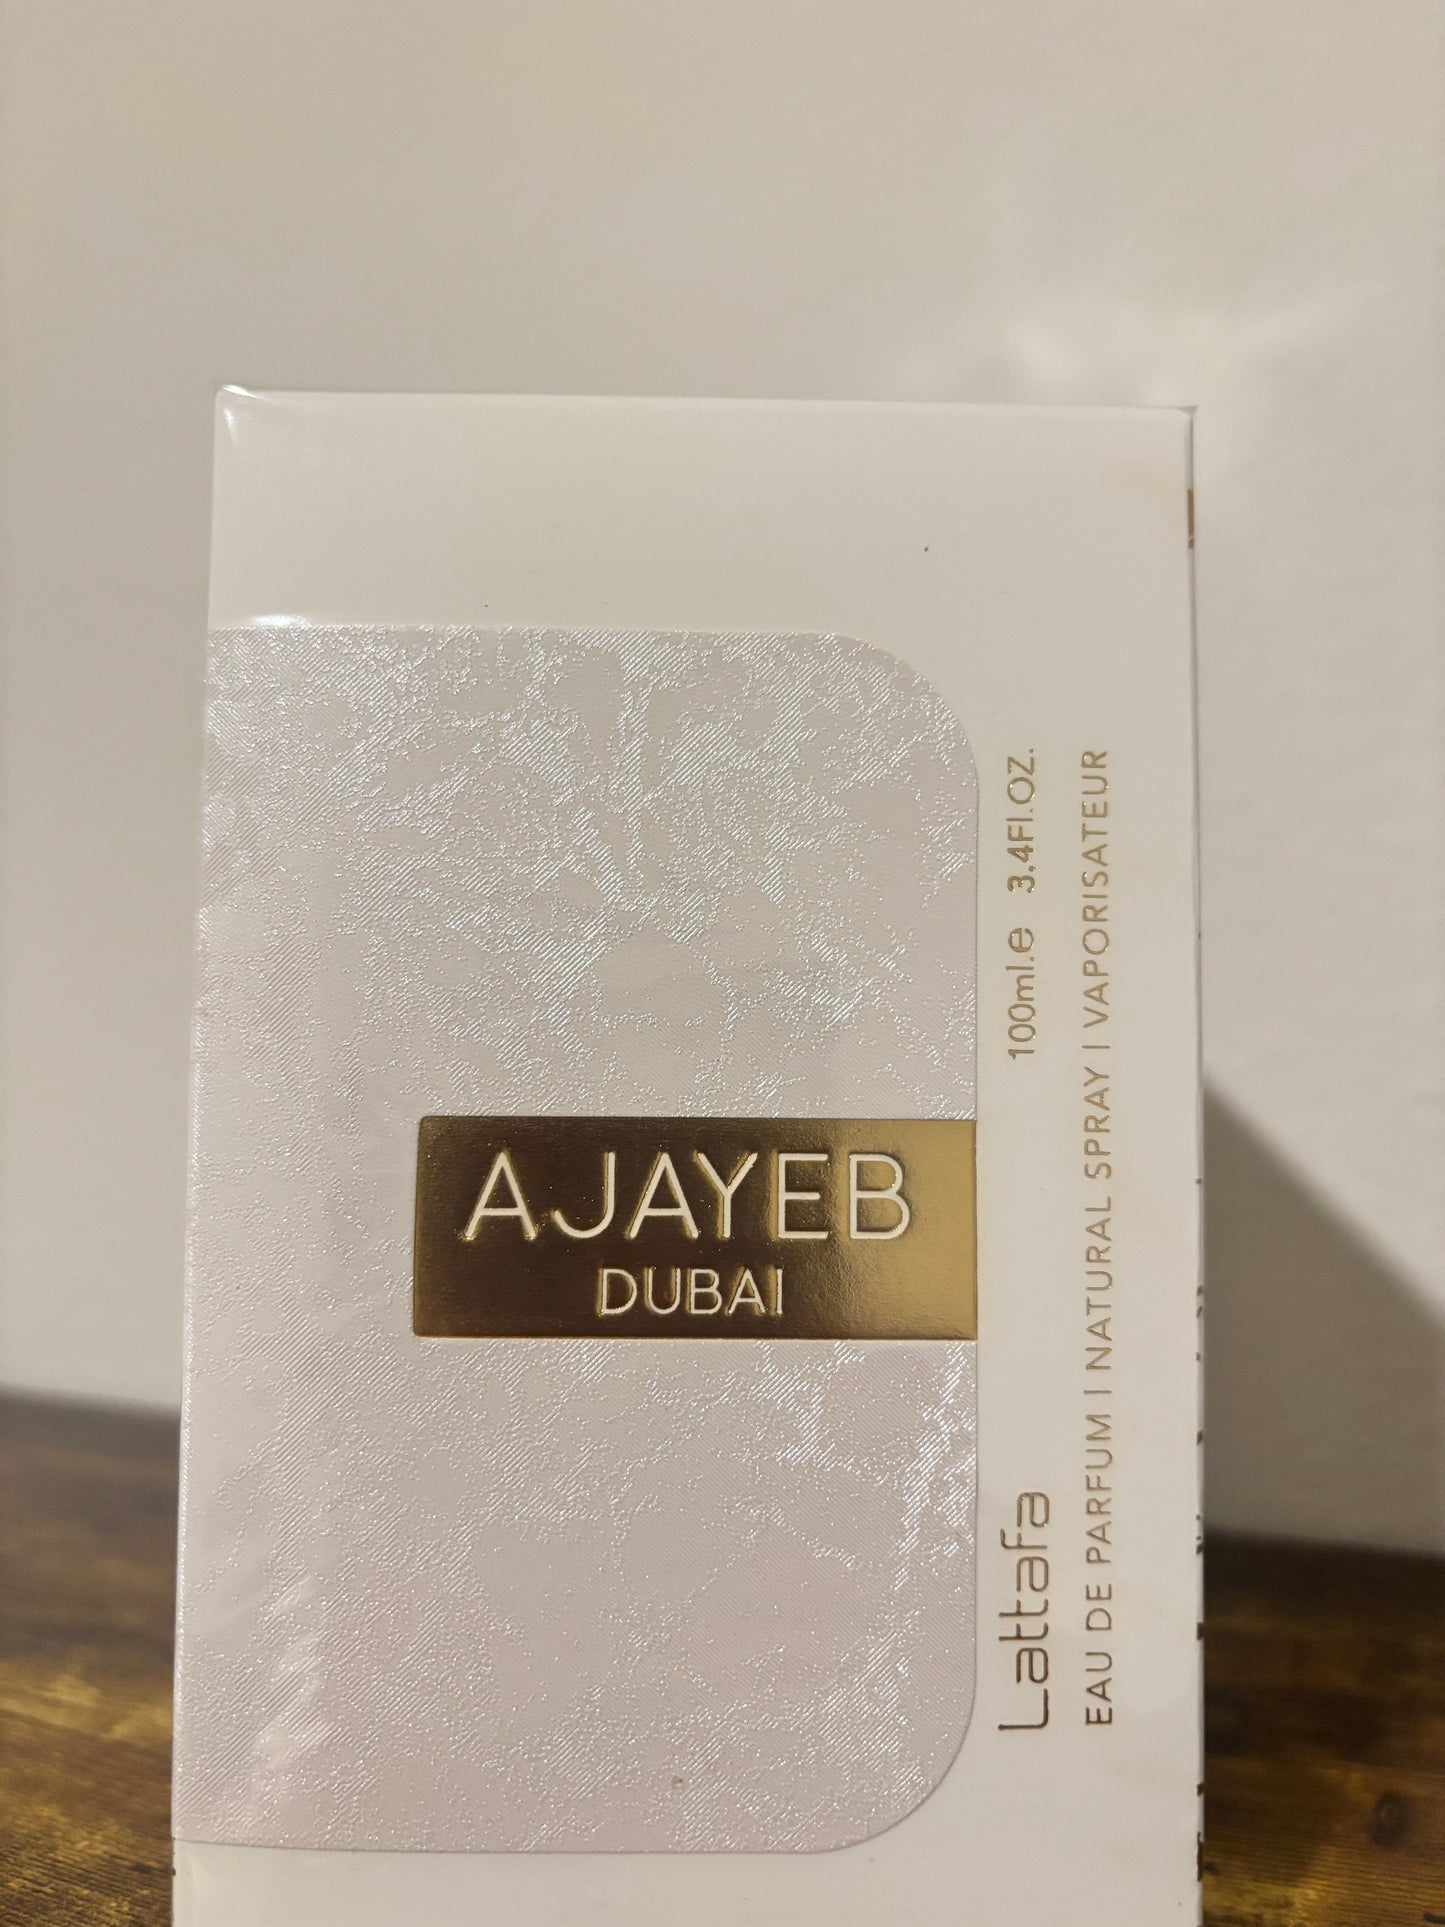 AJAYEB
DUBAI
100ml.e 3.4Fl.OZ.
Lattafa
EAU DE PARFUM | NATURAL SPRAY | VAPORISATEUR